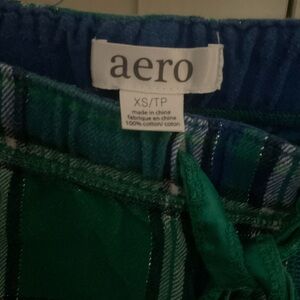 aero
XS/TP
made in china
fabriqué en chine
100% cotton/ coton